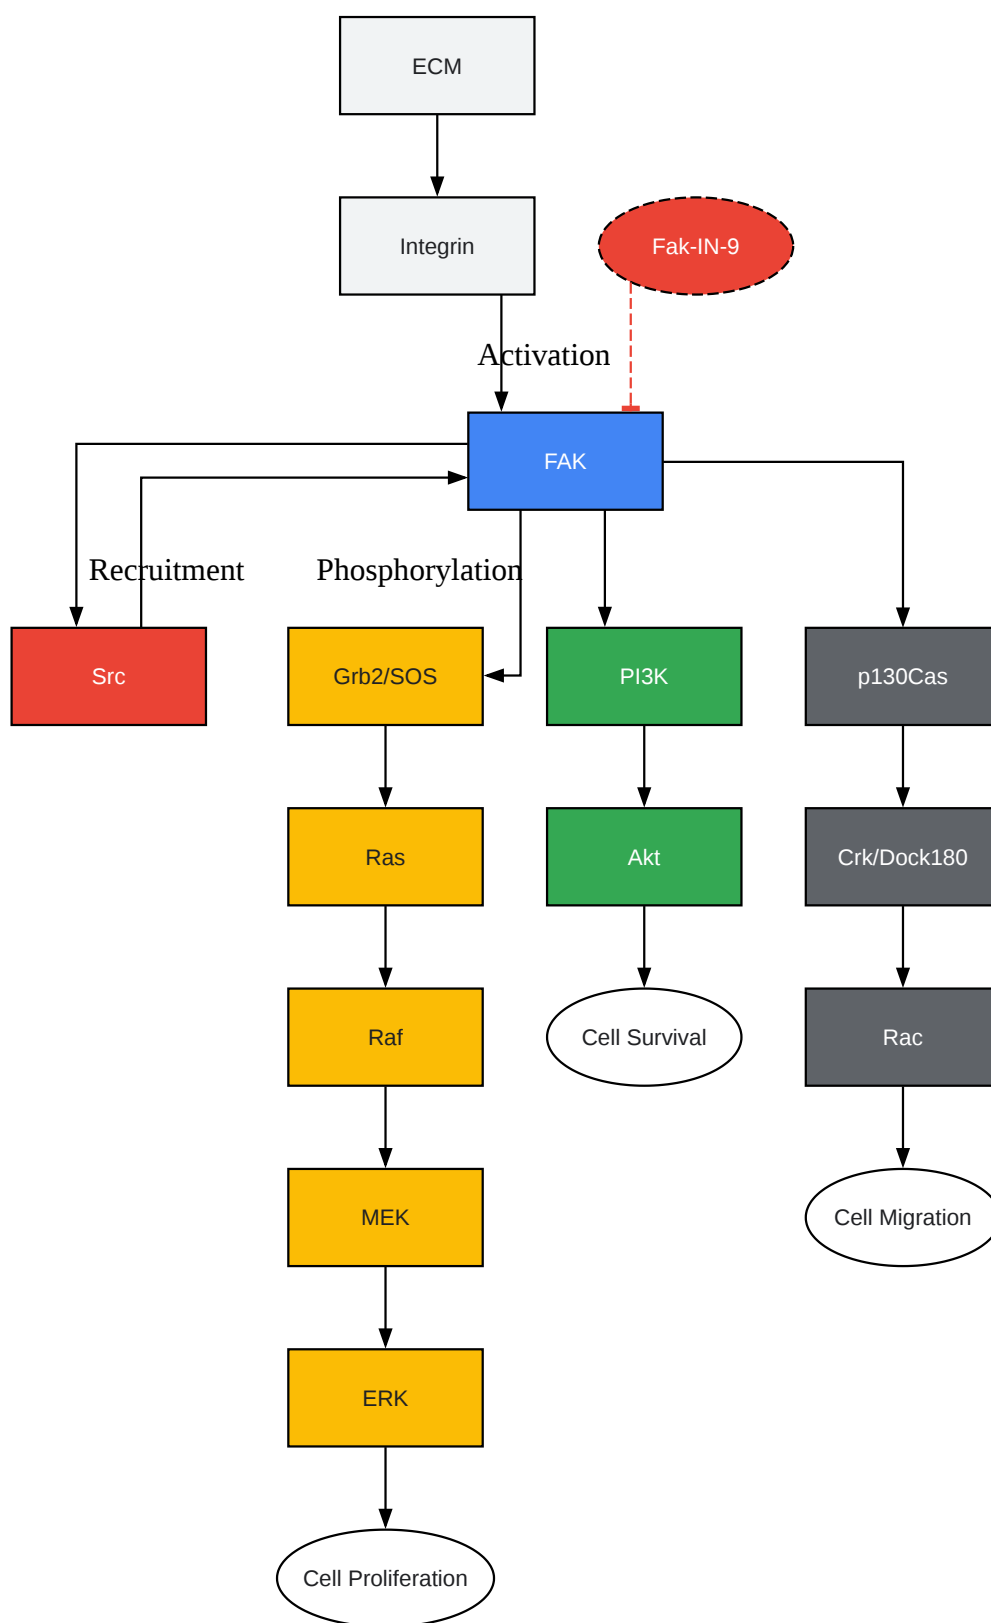 ECM
Integrin
Fak-IN-9
Activation
FAK
Recruitment
Phosphorylation
Src
Grb2/SOS
PI3K
p130Cas
Ras
Akt
Crk/Dock180
Raf
Cell Survival
Rac
MEK
Cell Migration
ERK
Cell Proliferation